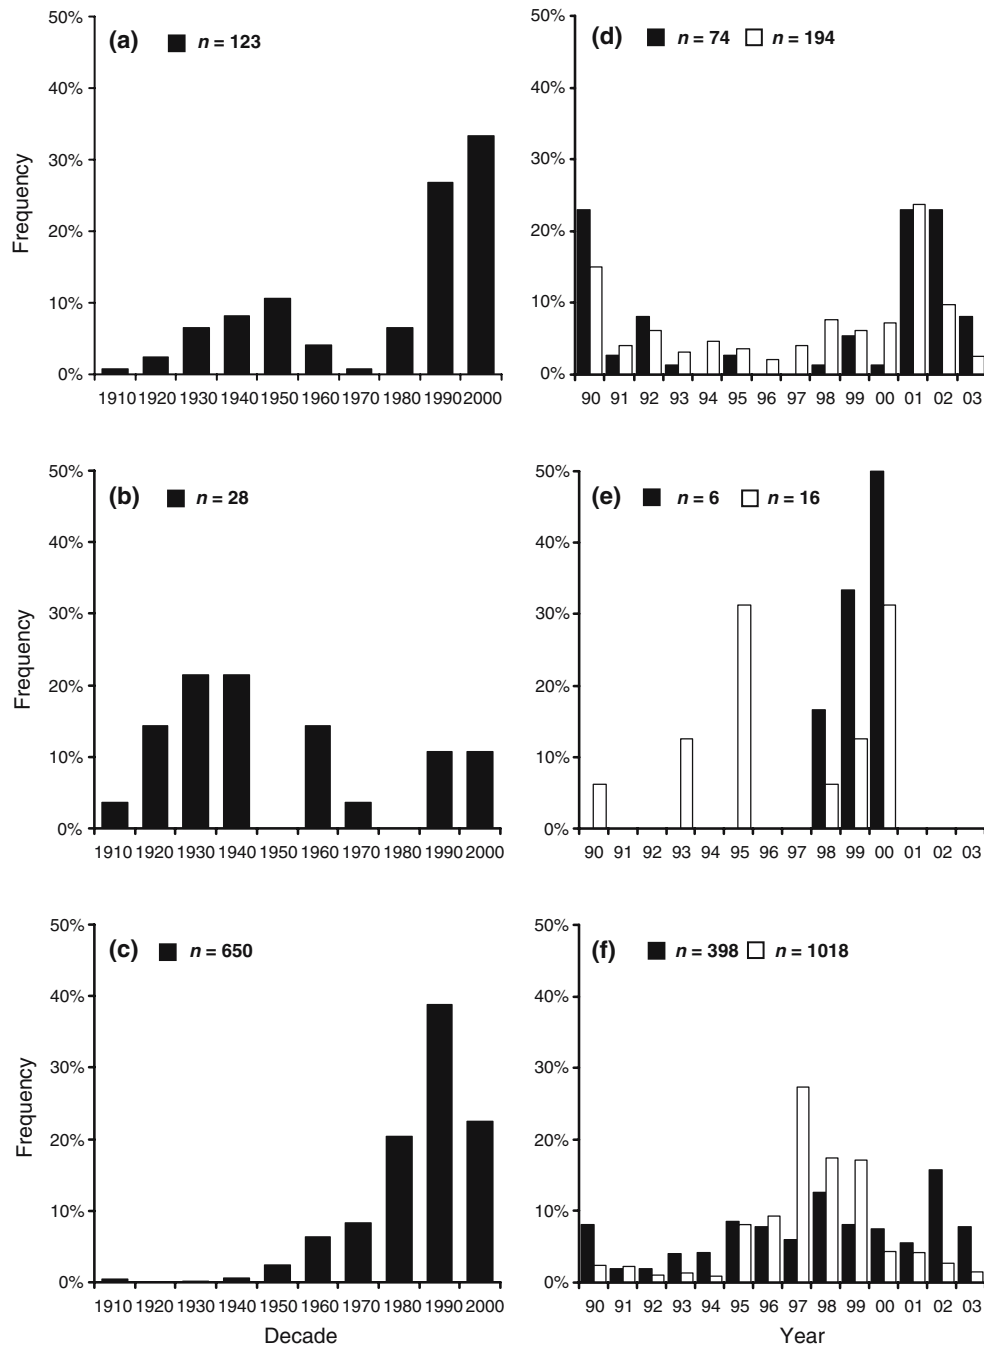 (a) n = 123
Frequency
50%
40%
30%
20%
10%
0%
1910 1920 1930 1940 1950 1960 1970 1980 1990 2000
(d) n = 74 n = 194
50%
40%
30%
20%
10%
0%
90 91 92 93 94 95 96 97 98 99 00 01 02 03
(b) n = 28
Frequency
50%
40%
30%
20%
10%
0%
1910 1920 1930 1940 1950 1960 1970 1980 1990 2000
(e) n = 6 n = 16
50%
40%
30%
20%
10%
0%
90 91 92 93 94 95 96 97 98 99 00 01 02 03
(c) n = 650
Frequency
50%
40%
30%
20%
10%
0%
1910 1920 1930 1940 1950 1960 1970 1980 1990 2000
Decade
(f) n = 398 n = 1018
50%
40%
30%
20%
10%
0%
90 91 92 93 94 95 96 97 98 99 00 01 02 03
Year